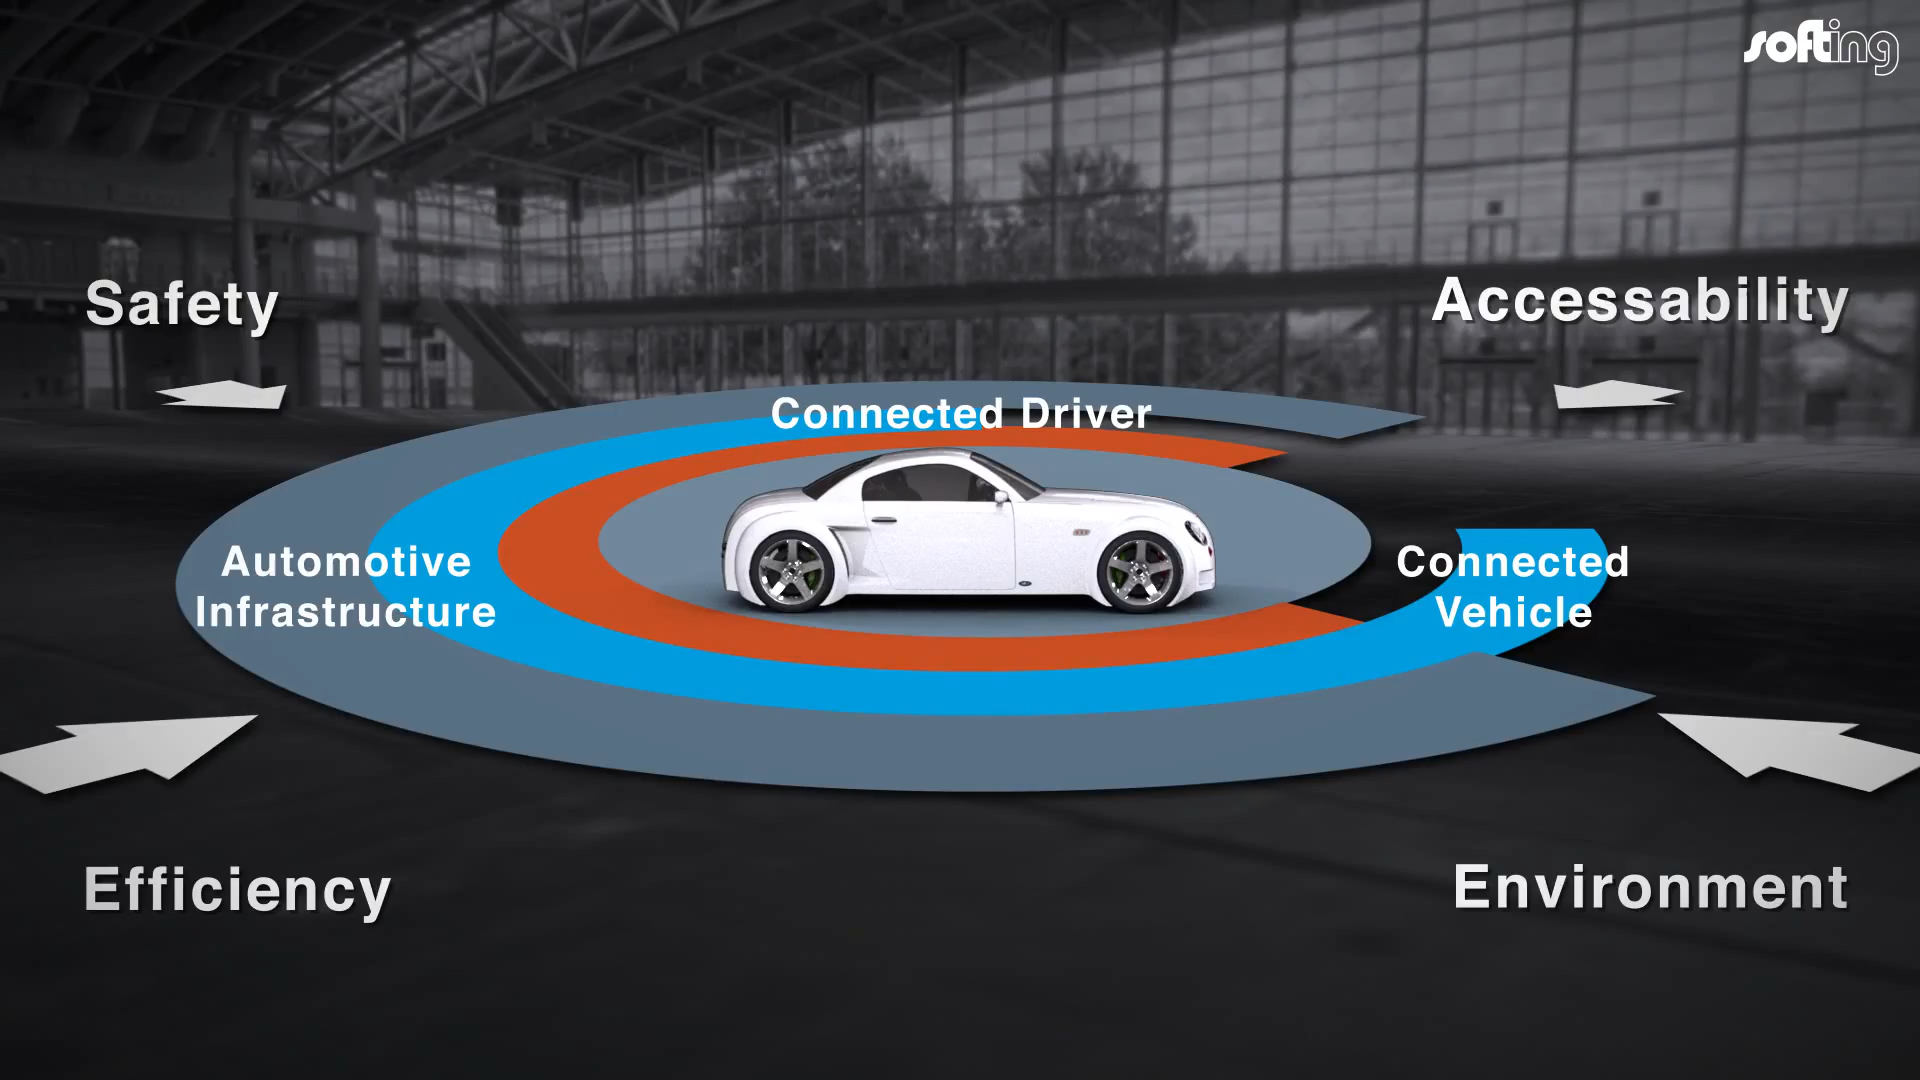 softing
Safety
Accessability
Connected Driver
Automotive
Infrastructure
Connected
Vehicle
Efficiency
Environment